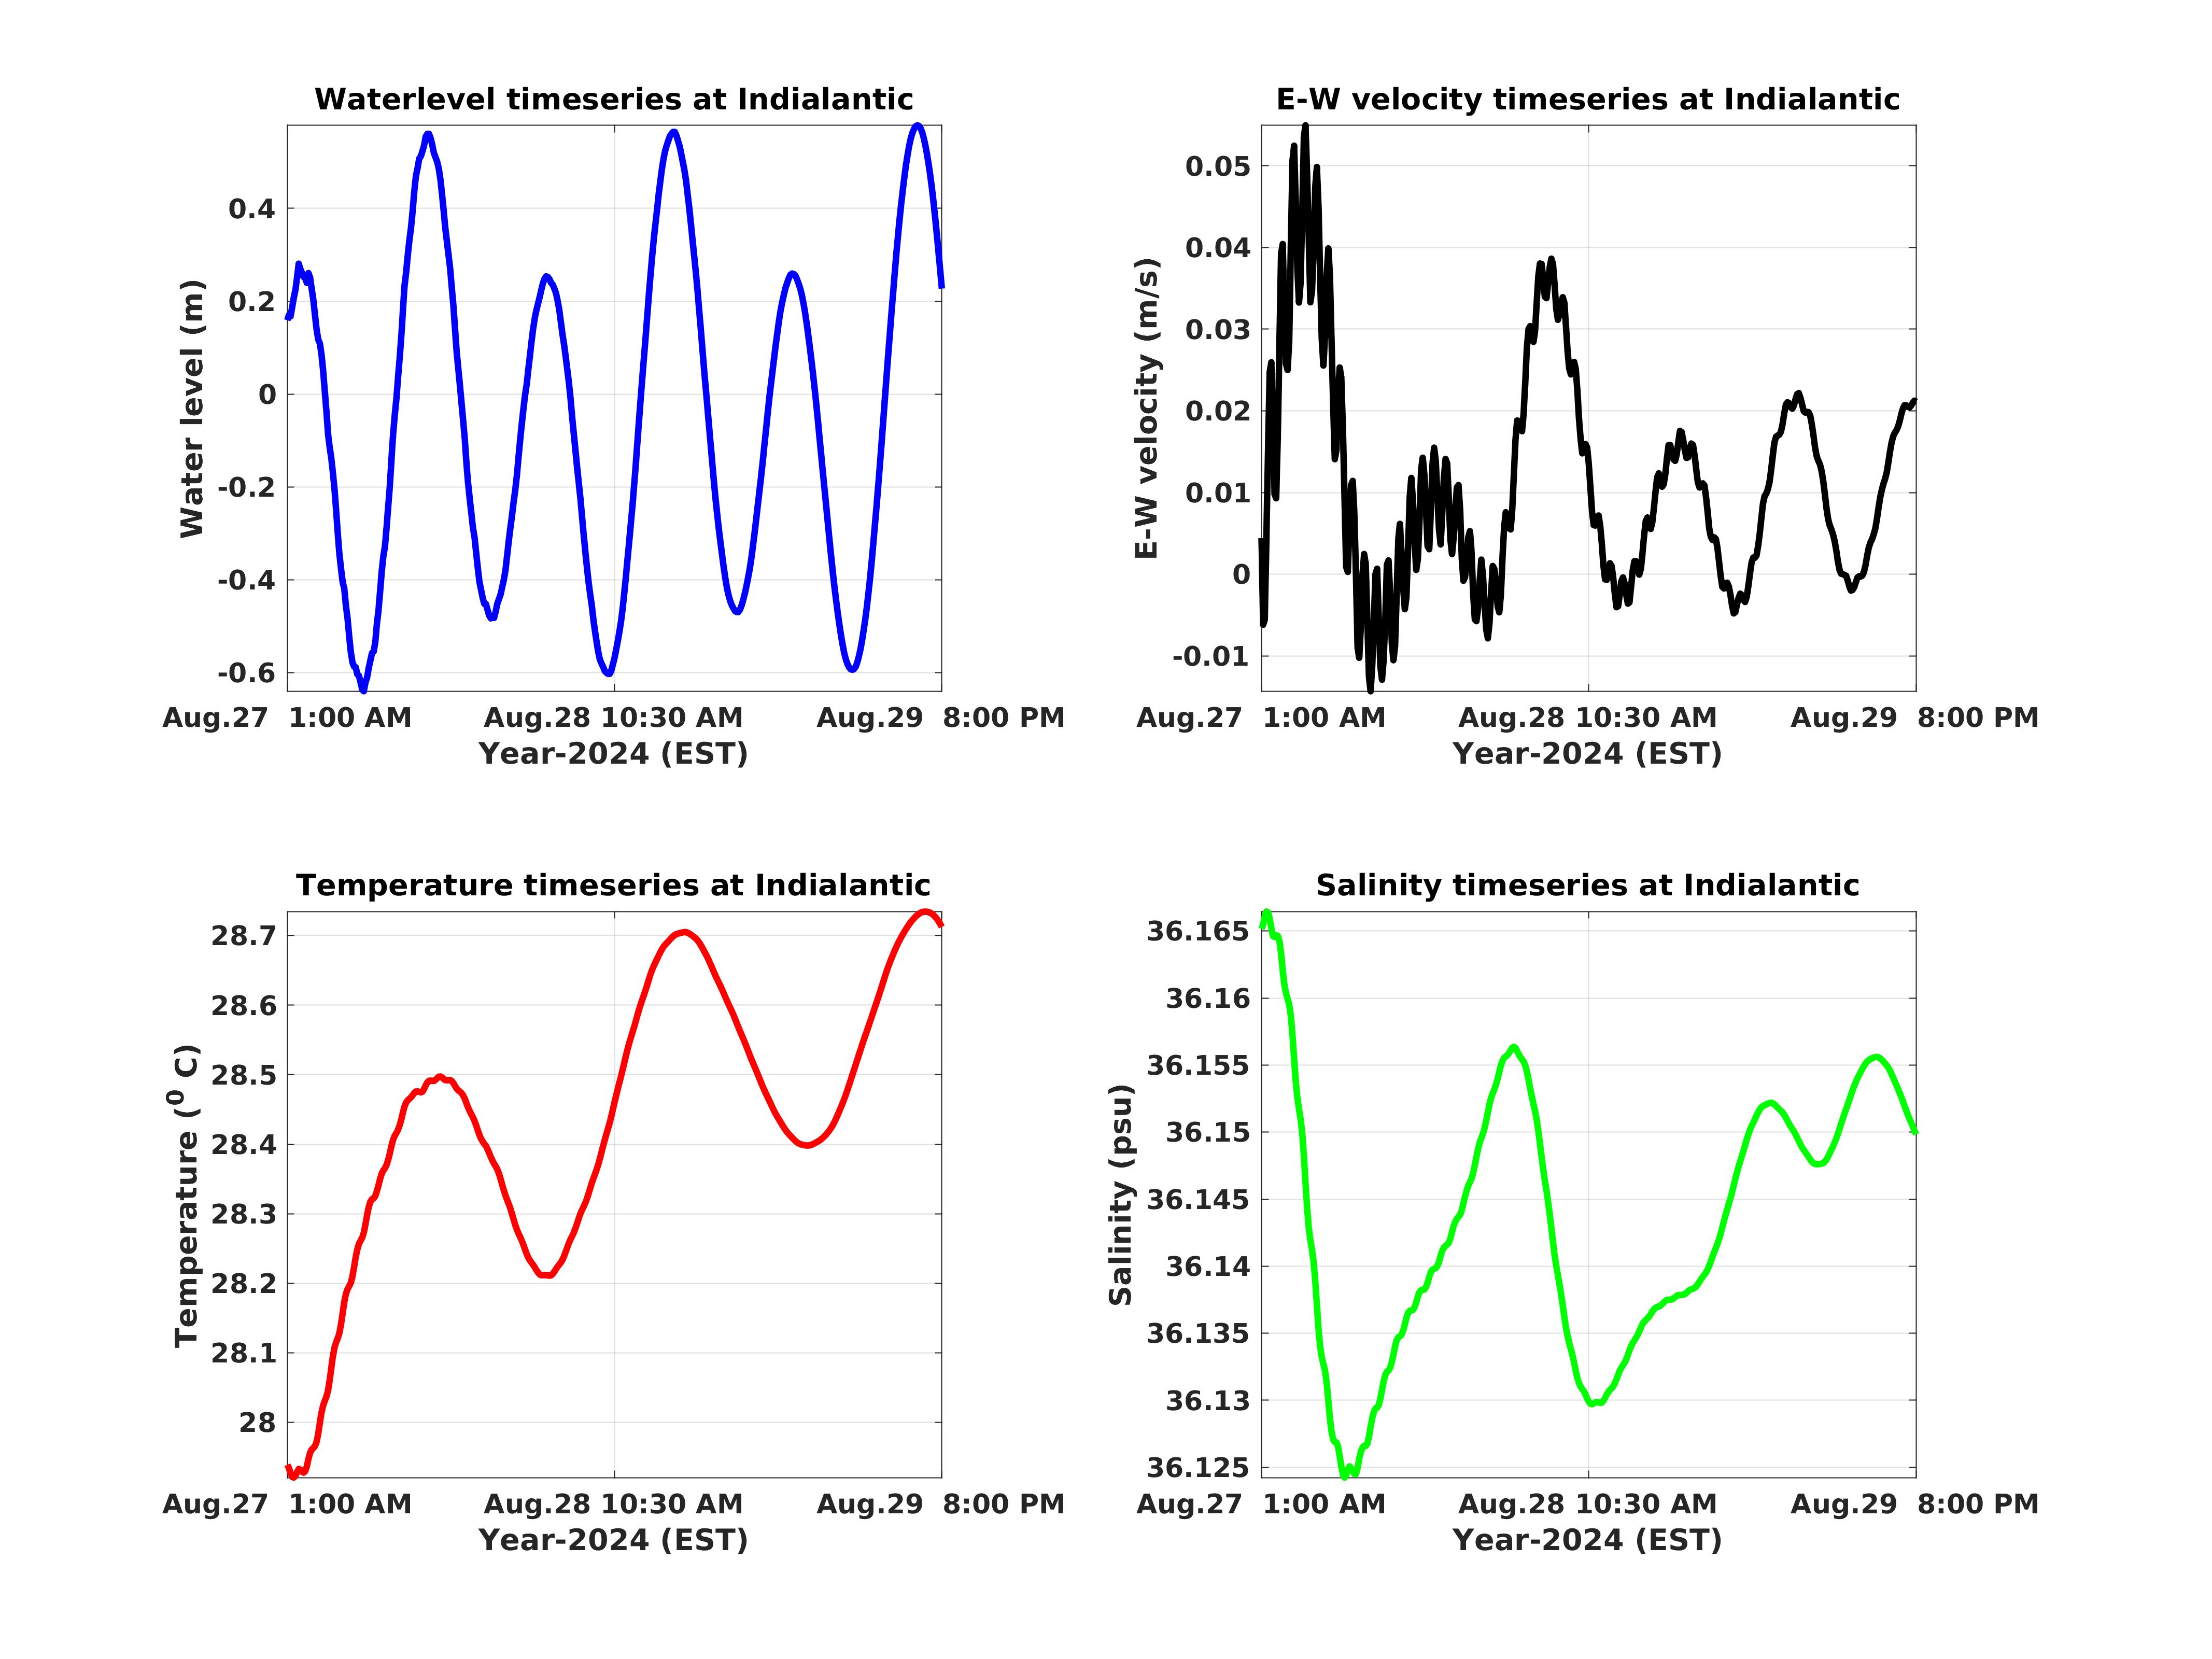 Waterlevel timeseries at Indialantic
Water level (m)
0.4
0.2
0
-0.2
-0.4
-0.6
Aug.27 1:00 AM Aug.28 10:30 AM Aug.29 8:00 PM
Year-2024 (EST)
E-W velocity timeseries at Indialantic
E-W velocity (m/s)
0.05
0.04
0.03
0.02
0.01
0
-0.01
Aug.27 1:00 AM Aug.28 10:30 AM Aug.29 8:00 PM
Year-2024 (EST)
Temperature timeseries at Indialantic
Temperature (⁰ C)
28.7
28.6
28.5
28.4
28.3
28.2
28.1
28
Aug.27 1:00 AM Aug.28 10:30 AM Aug.29 8:00 PM
Year-2024 (EST)
Salinity timeseries at Indialantic
Salinity (psu)
36.165
36.16
36.155
36.15
36.145
36.14
36.135
36.13
36.125
Aug.27 1:00 AM Aug.28 10:30 AM Aug.29 8:00 PM
Year-2024 (EST)